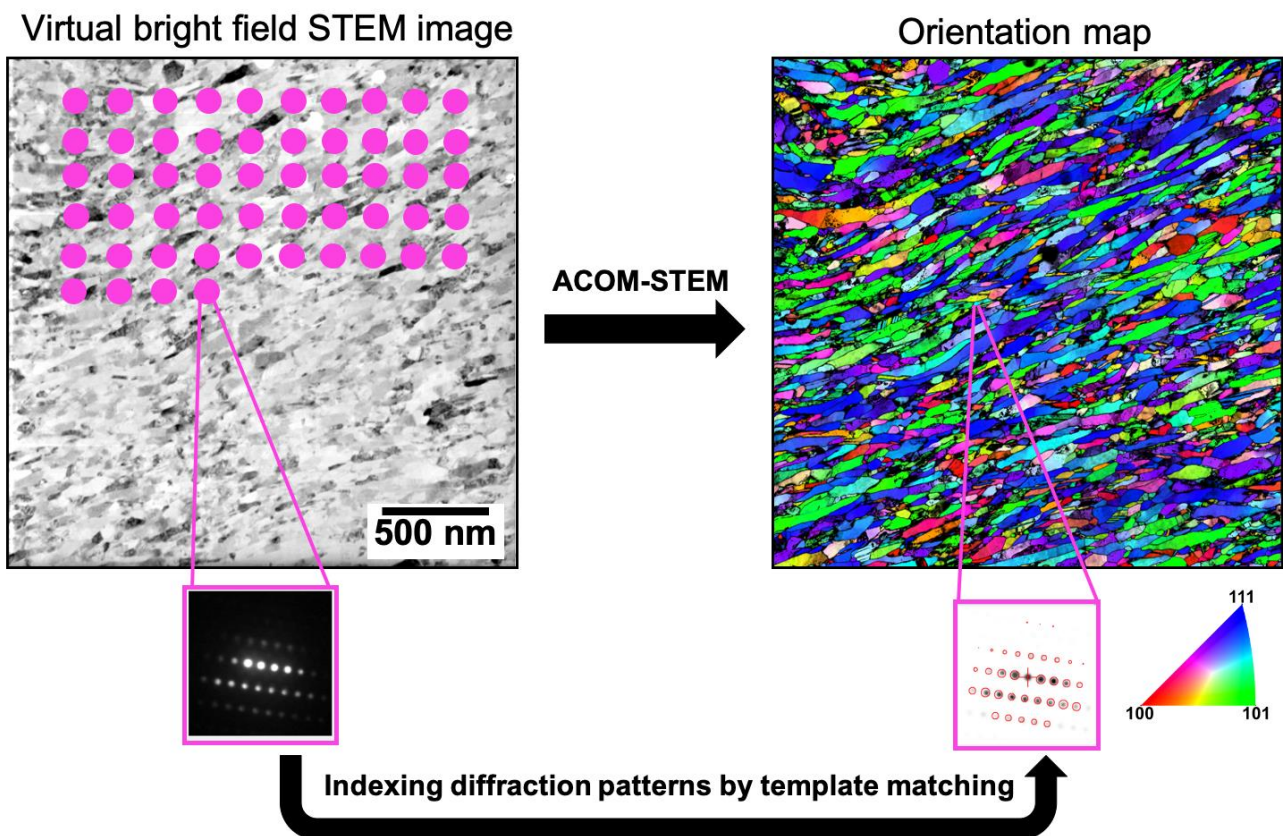 Virtual bright field STEM image
Orientation map
ACOM-STEM
500 nm
111
100
101
Indexing diffraction patterns by template matching